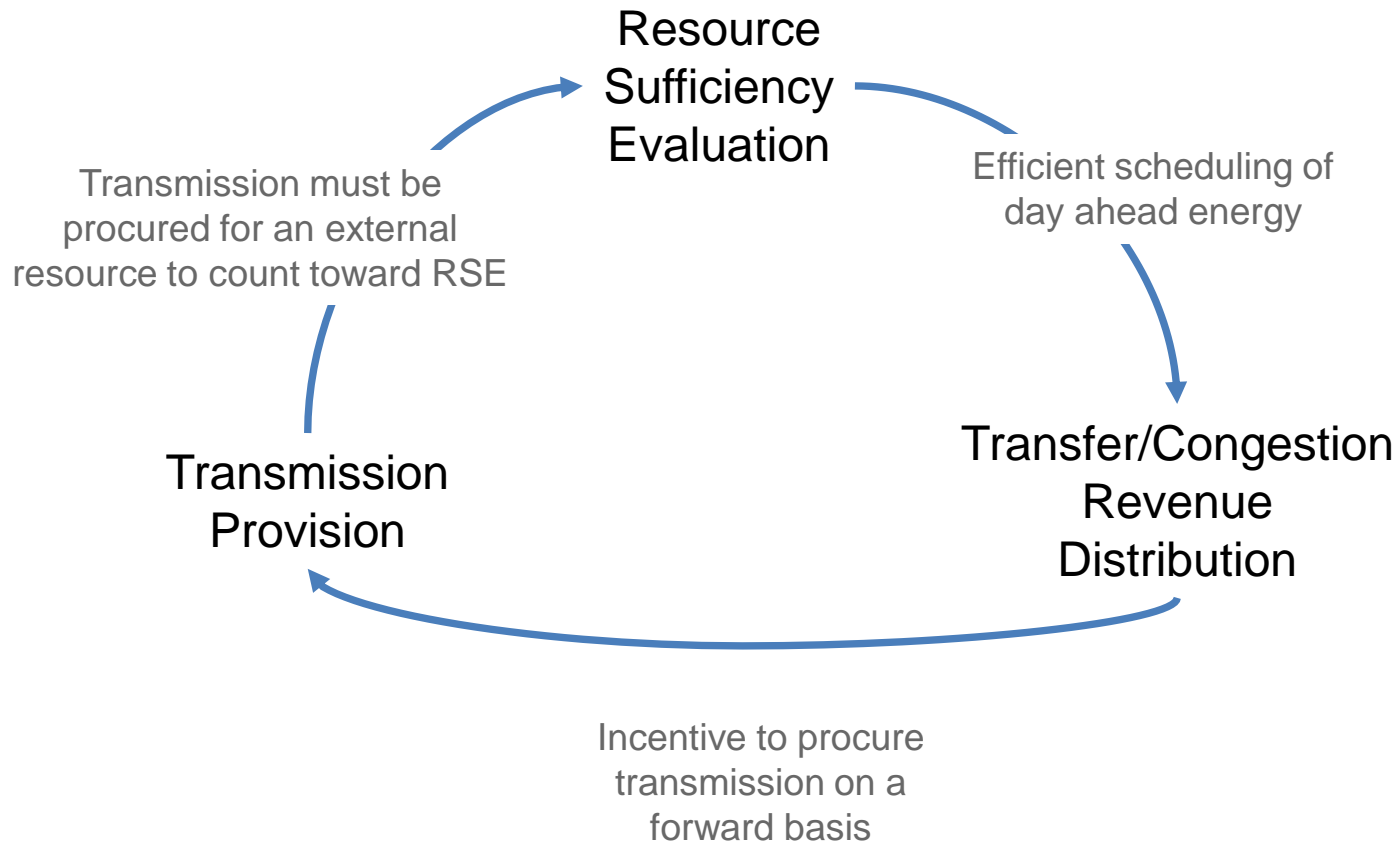 Resource
Sufficiency
Evaluation
Efficient scheduling of
day ahead energy
Transmission must be
procured for an external
resource to count toward RSE
Transfer/Congestion
Revenue
Distribution
Transmission
Provision
Incentive to procure
transmission on a
forward basis